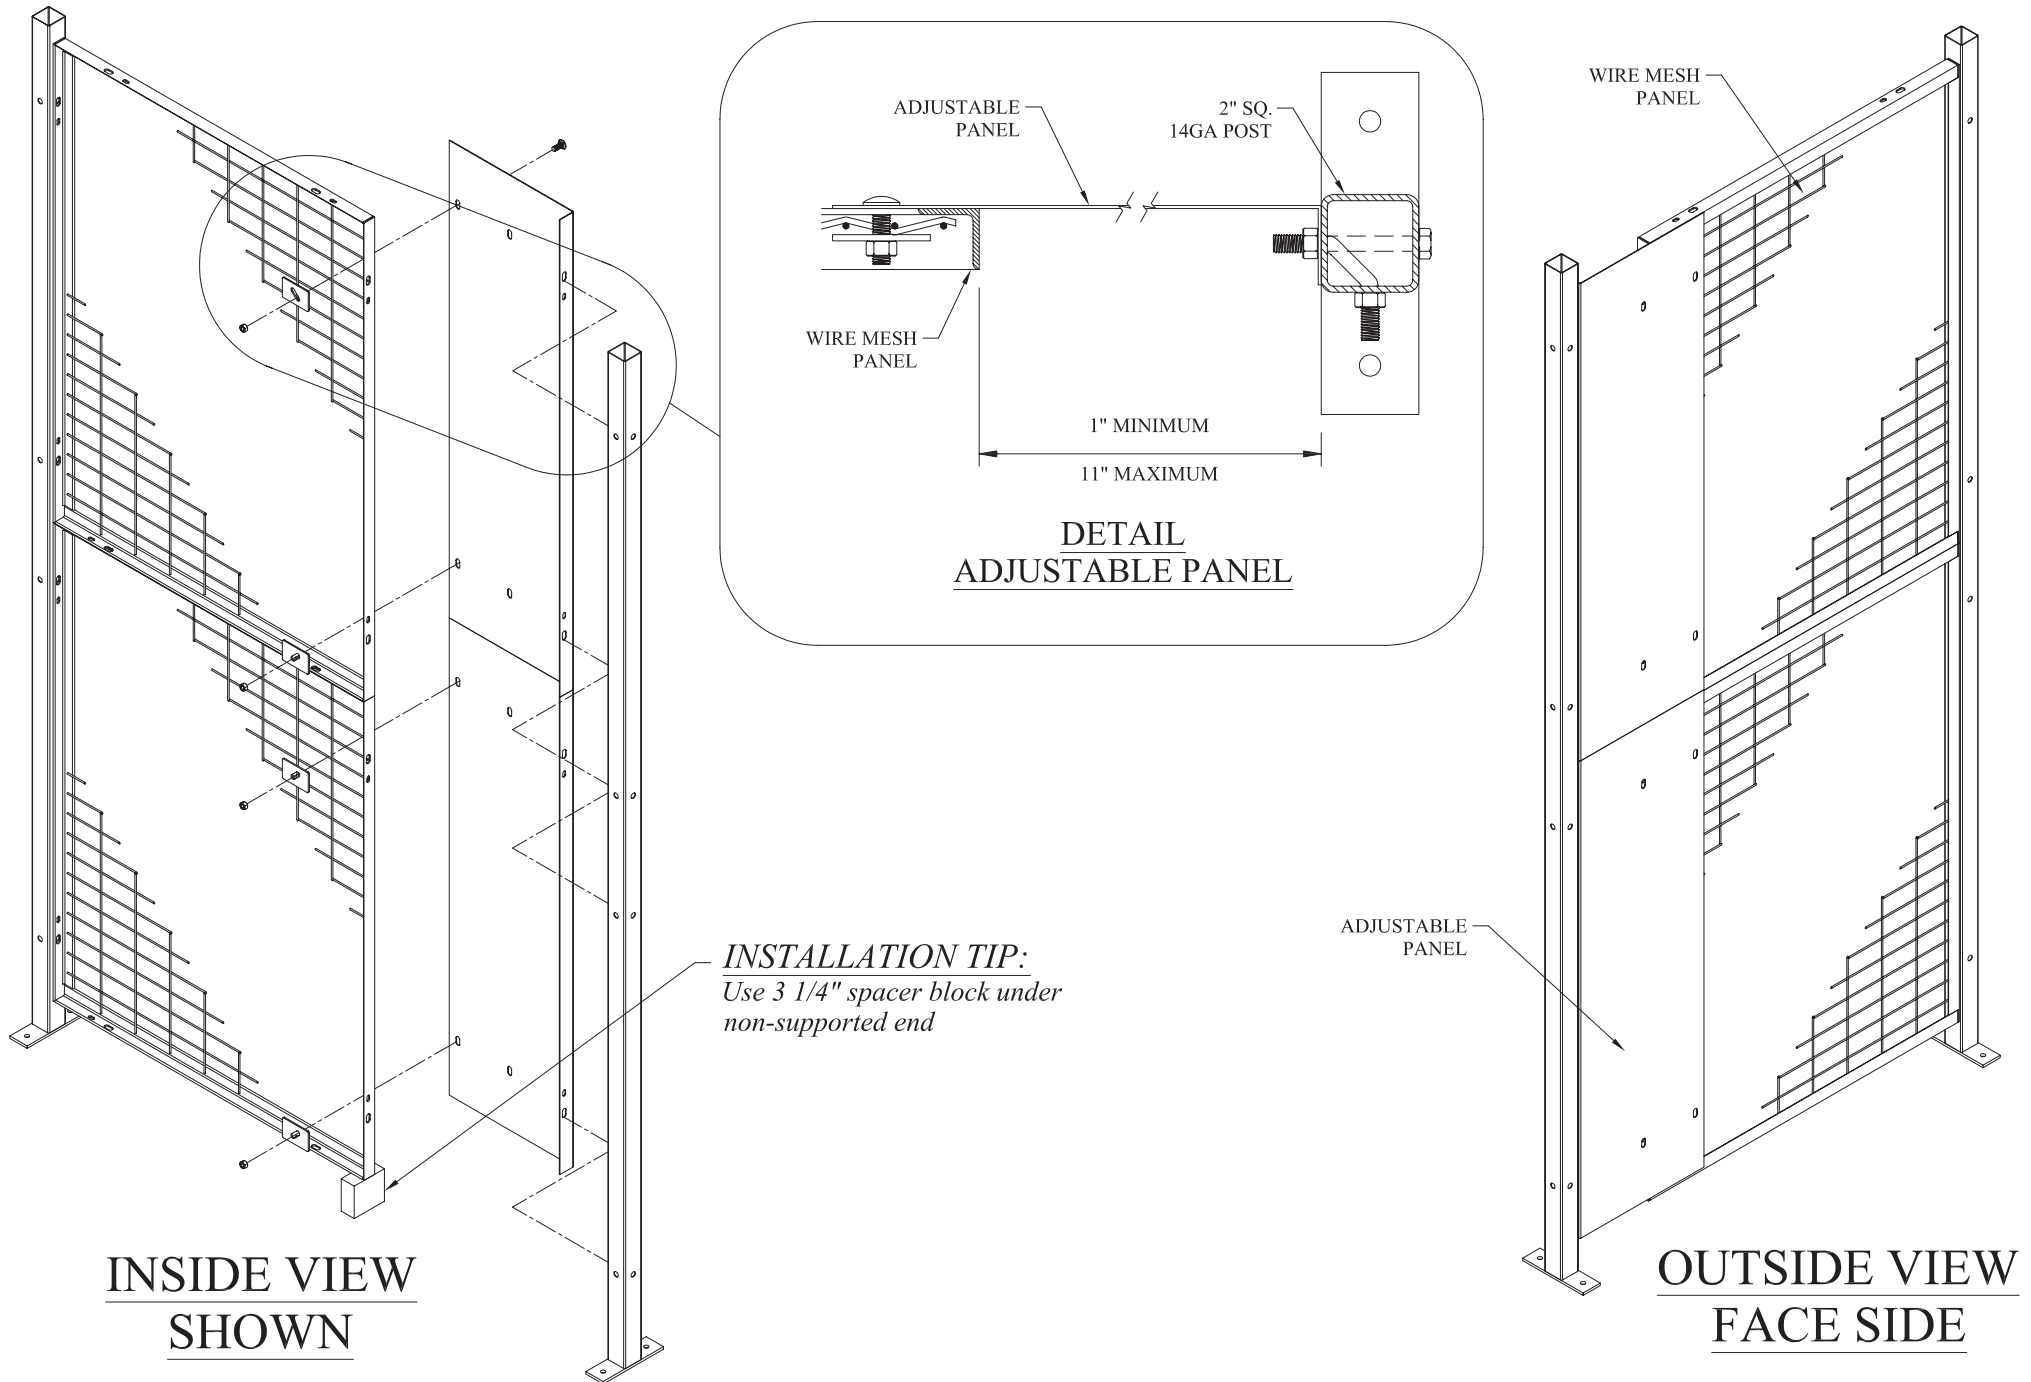 ADJUSTABLE
PANEL
2" SQ.
14GA POST
WIRE MESH
PANEL
1" MINIMUM
11" MAXIMUM
DETAIL
ADJUSTABLE PANEL
WIRE MESH
PANEL
ADJUSTABLE
PANEL
INSTALLATION TIP:
Use 3 1/4" spacer block under
non-supported end
INSIDE VIEW
SHOWN
OUTSIDE VIEW
FACE SIDE